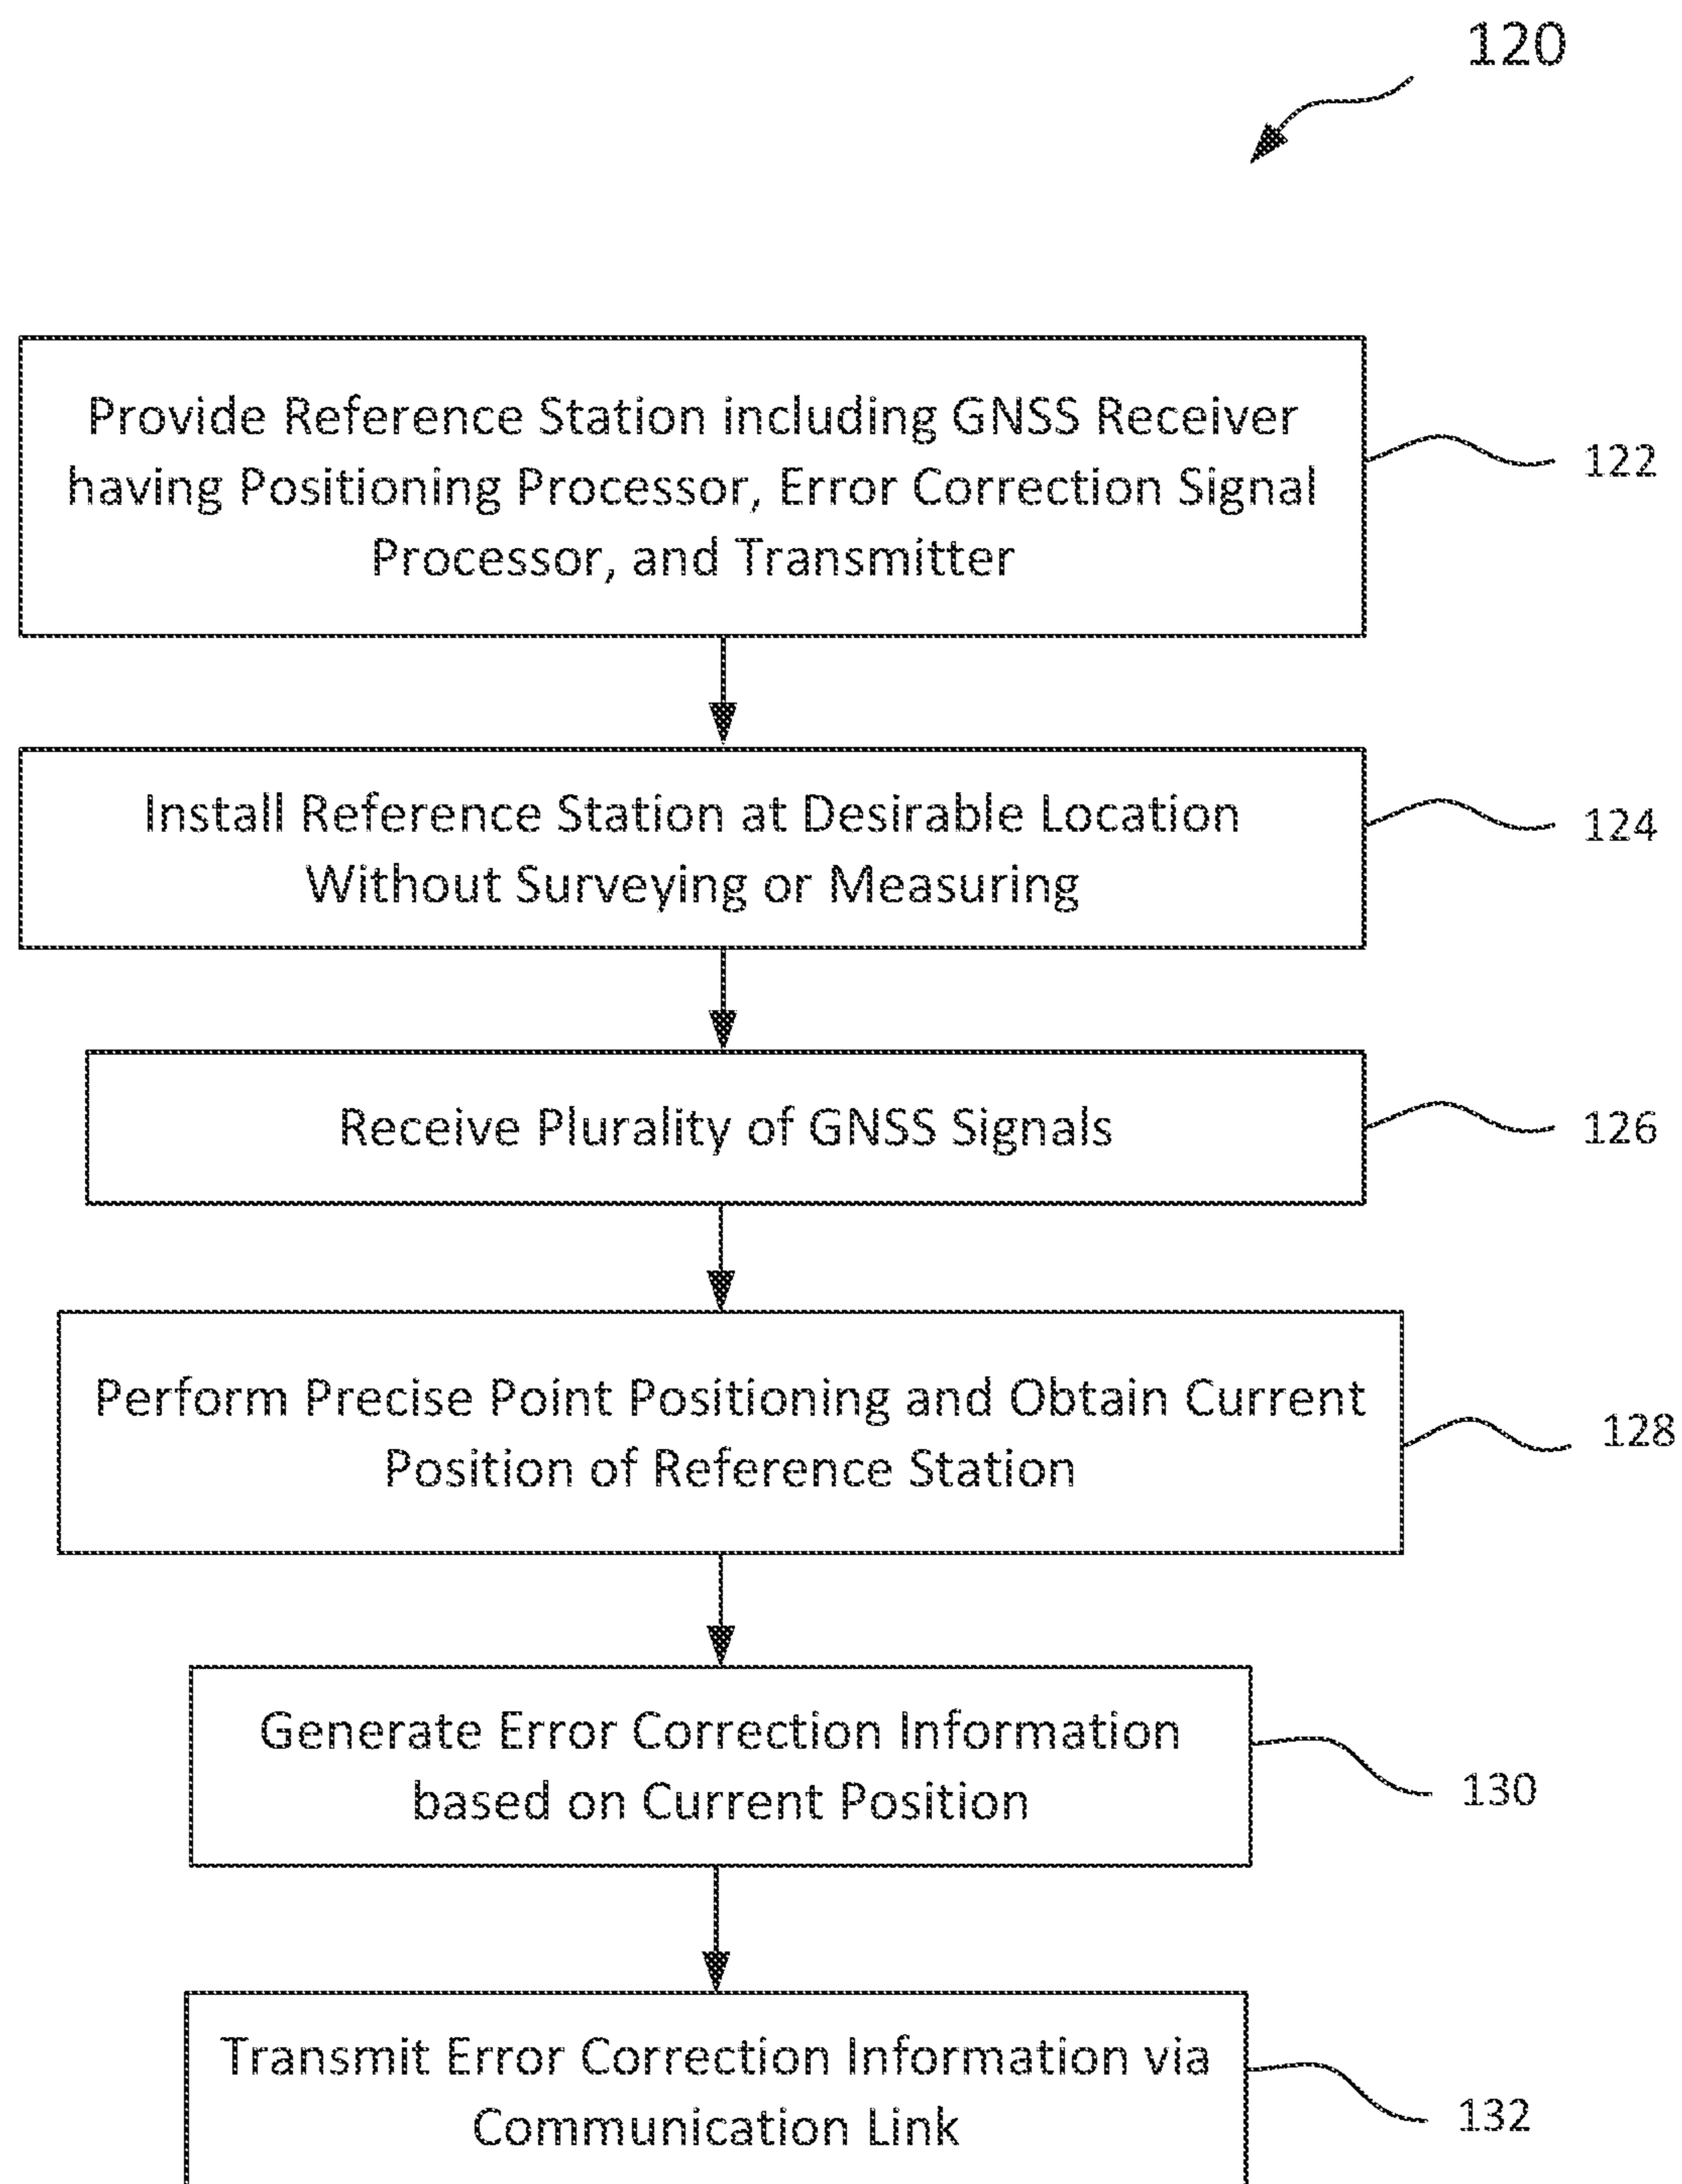 120
Provide Reference Station including GNSS Receiver
having Positioning Processor, Error Correction Signal
Processor, and Transmitter
122
Install Reference Station at Desirable Location
Without Surveying or Measuring
124
Receive Plurality of GNSS Signals
126
Perform Precise Point Positioning and Obtain Current
Position of Reference Station
128
Generate Error Correction Information
based on Current Position
130
Transmit Error Correction Information via
Communication Link
132